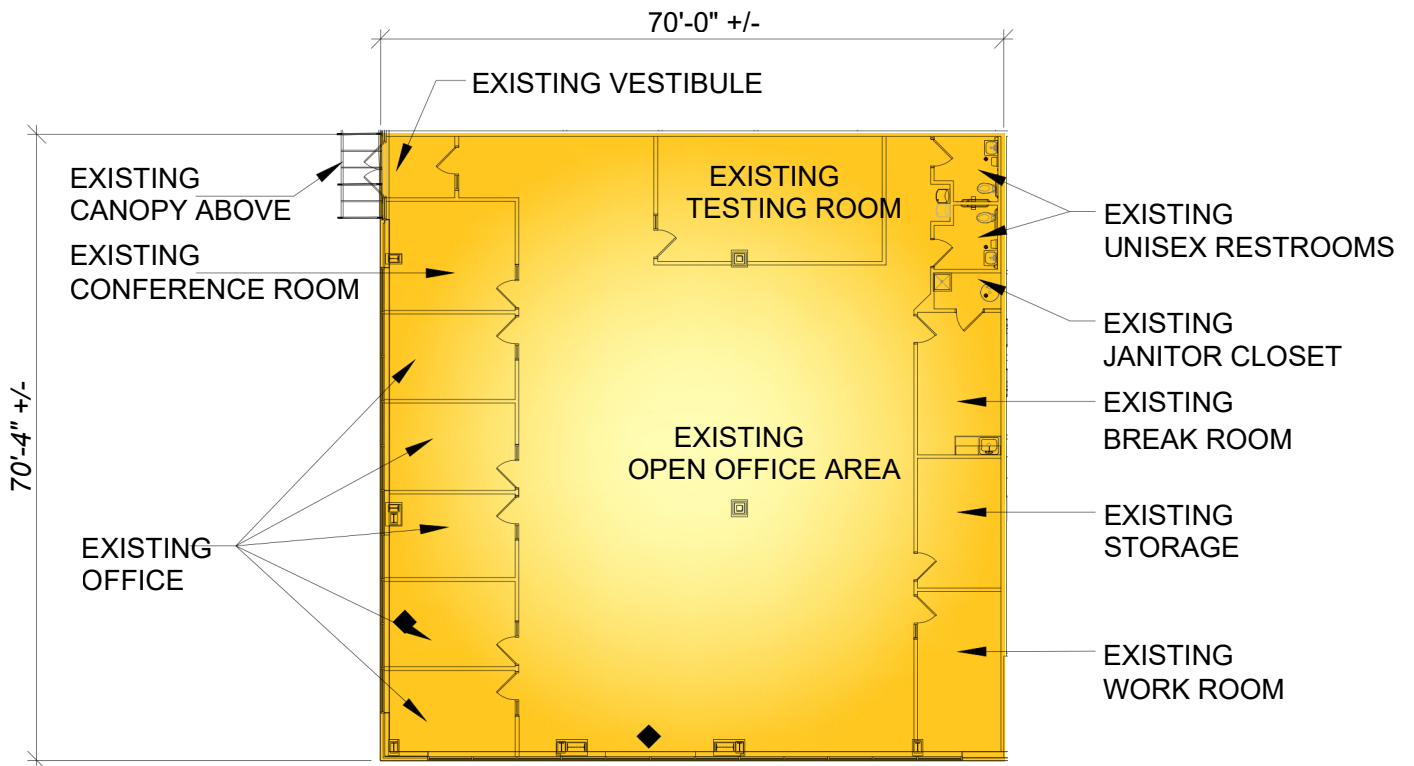 70'-0" +/-
EXISTING VESTIBULE
EXISTING
CANOPY ABOVE
EXISTING
CONFERENCE ROOM
EXISTING
TESTING ROOM
EXISTING
UNISEX RESTROOMS
EXISTING
JANITOR CLOSET
EXISTING
BREAK ROOM
70'-4" +/-
EXISTING
OPEN OFFICE AREA
EXISTING
OFFICE
EXISTING
STORAGE
EXISTING
WORK ROOM